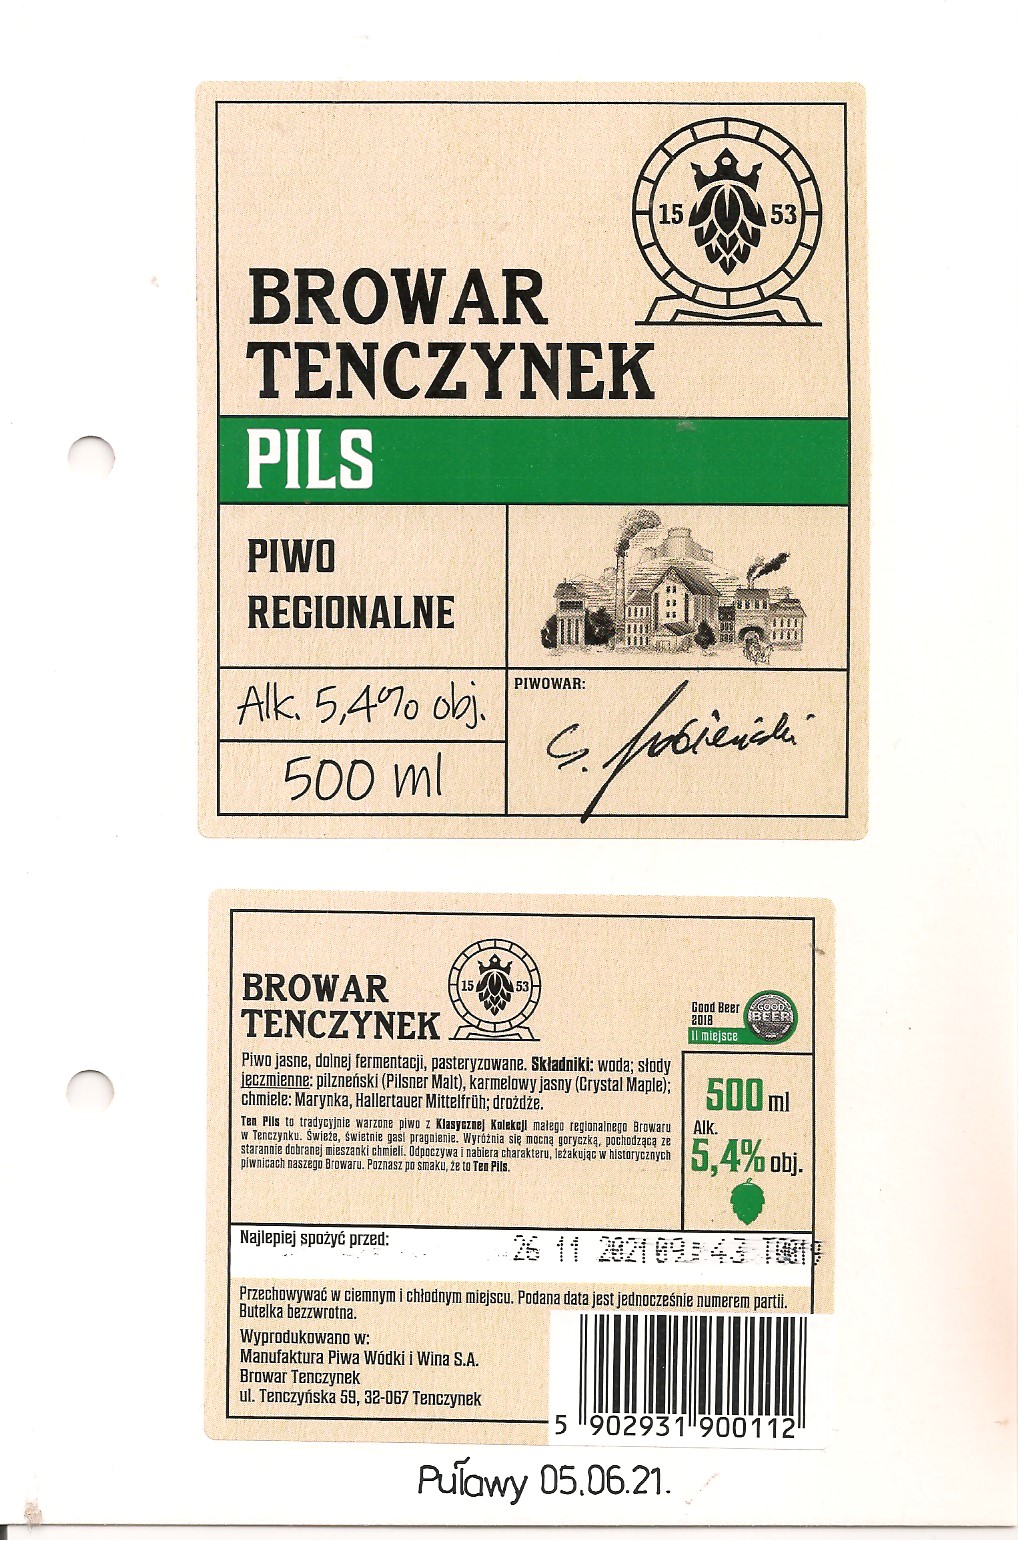 15 53
BROWAR
TENCZYNEK
PILS
PIWO
REGIONALNE
Alk. 5,4% obj.
500 ml
PIWOWAR:
BROWAR
TENCZYNEK
15 53
Good Beer
2018
II miejsce
GOOD
BEER
Piwo jasne, dolnej fermentacji, pasteryzowane. Składniki: woda; słody
jęczmienne: pilzneński (Pilsner Malt), karmelowy jasny (Crystal Maple);
chmiele: Marynka, Hallertauer Mittelfrüh; drożdże.
Ten Pils to tradycyjnie warzone piwo z Klasycznej Kolekcji małego regionalnego Browaru
w Tenczynku. Świeże, świetnie gasi pragnienie. Wyróżnia się mocną goryczką, pochodzącą ze
starannie dobranej mieszanki chmieli. Odpoczywa i nabiera charakteru, leżakując w historycznych
piwnicach naszego Browaru. Poznasz po smaku, że to Ten Pils.
500 ml
Alk.
5,4% obj.
Najlepiej spożyć przed:
26 11 2021 09 43
Przechowywać w ciemnym i chłodnym miejscu. Podana data jest jednocześnie numerem partii.
Butelka bezzwrotna.
Wyprodukowano w:
Manufaktura Piwa Wódki i Wina S.A.
Browar Tenczynek
ul. Tenczyńska 59, 32-067 Tenczynek
5 902931 900112
Puławy 05.06.21.